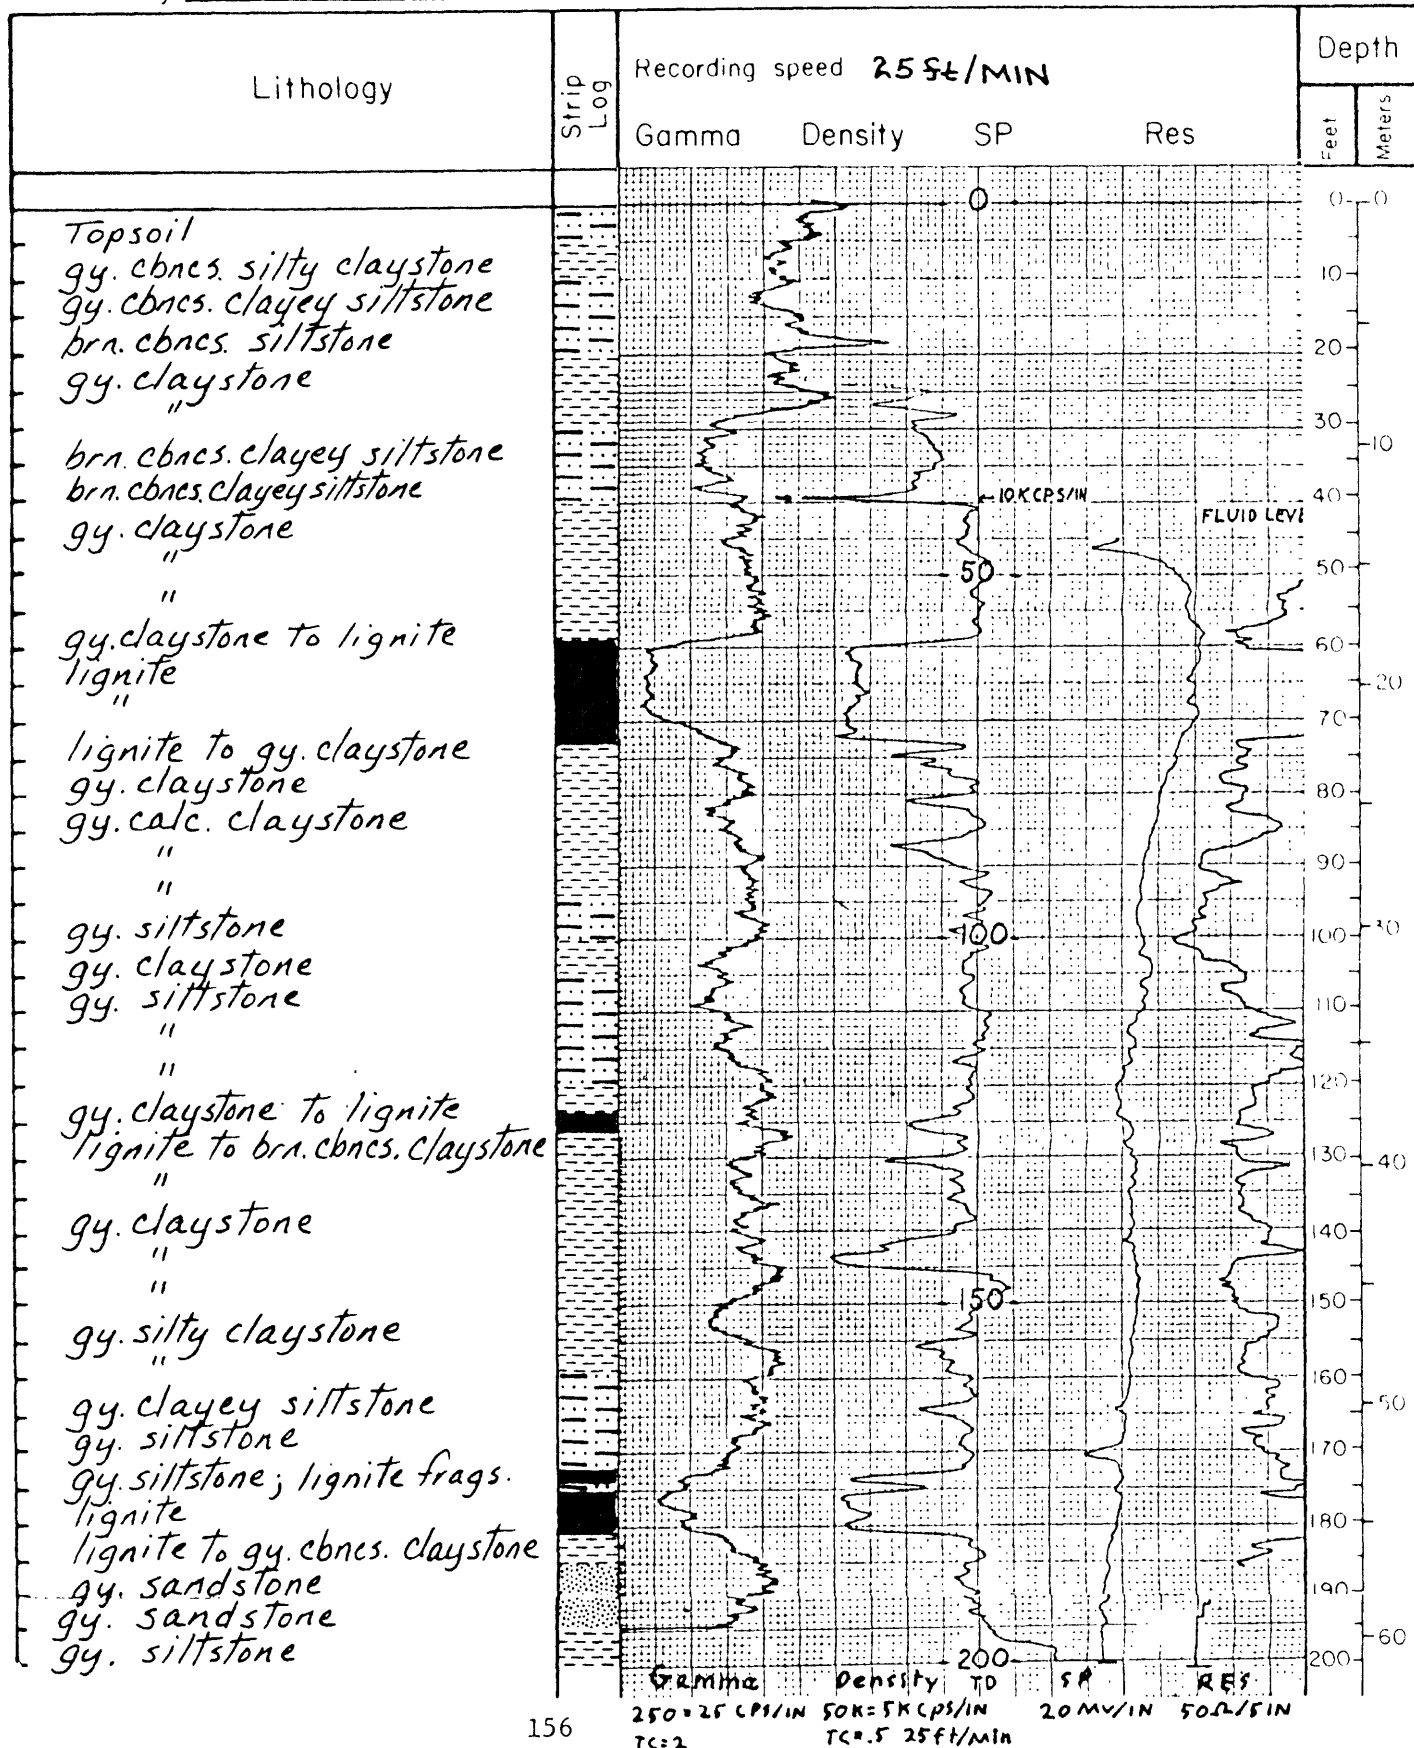 Lithology
Strip Log
Recording speed 25 ft/MIN
Gamma Density SP Res
Depth
Feet
Meters
Topsoil
gy. cbncs. silty claystone
gy. cbncs. clayey siltstone
brn. cbncs. siltstone
gy. claystone
"
brn. cbncs. clayey siltstone
brn. cbncs. clayey siltstone
gy. claystone
"
"
gy. claystone to lignite
lignite
"
lignite to gy. claystone
gy. claystone
gy. calc. claystone
"
"
gy. siltstone
gy. claystone
gy. siltstone
"
"
gy. claystone to lignite
lignite to brn. cbncs. claystone
"
gy. claystone
"
"
gy. silty claystone
"
gy. clayey siltstone
gy. siltstone
gy. siltstone; lignite frags.
lignite
lignite to gy. cbncs. claystone
gy. sandstone
gy. sandstone
gy. siltstone
0
←10K CPS/IN
FLUID LEVE
50
100
150
200
TD
0
10
20
30
40
50
60
70
80
90
100
110
120
130
140
150
160
170
180
190
200
0
10
20
30
40
50
60
Gamma Density SP RES
250=25 CPS/IN 50K=5K CPS/IN 20 MV/IN 50Ω/5IN
TC=2 TC=.5 25ft/Min
156